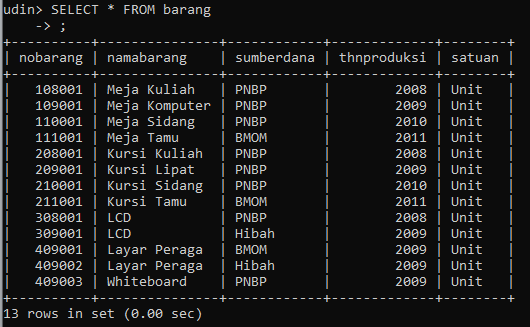 udin> SELECT * FROM barang
    -> ;
+----------+---------------+------------+-------------+--------+
| nobarang | namabarang    | sumberdana | thnproduksi | satuan |
+----------+---------------+------------+-------------+--------+
|   108001 | Meja Kuliah   | PNBP       |        2008 | Unit   |
|   109001 | Meja Komputer | PNBP       |        2009 | Unit   |
|   110001 | Meja Sidang   | PNBP       |        2010 | Unit   |
|   111001 | Meja Tamu     | BMOM       |        2011 | Unit   |
|   208001 | Kursi Kuliah  | PNBP       |        2008 | Unit   |
|   209001 | Kursi Lipat   | PNBP       |        2009 | Unit   |
|   210001 | Kursi Sidang  | PNBP       |        2010 | Unit   |
|   211001 | Kursi Tamu    | BMOM       |        2011 | Unit   |
|   308001 | LCD           | PNBP       |        2008 | Unit   |
|   309001 | LCD           | Hibah      |        2009 | Unit   |
|   409001 | Layar Peraga  | BMOM       |        2009 | Unit   |
|   409002 | Layar Peraga  | Hibah      |        2009 | Unit   |
|   409003 | Whiteboard    | PNBP       |        2009 | Unit   |
+----------+---------------+------------+-------------+--------+
13 rows in set (0.00 sec)